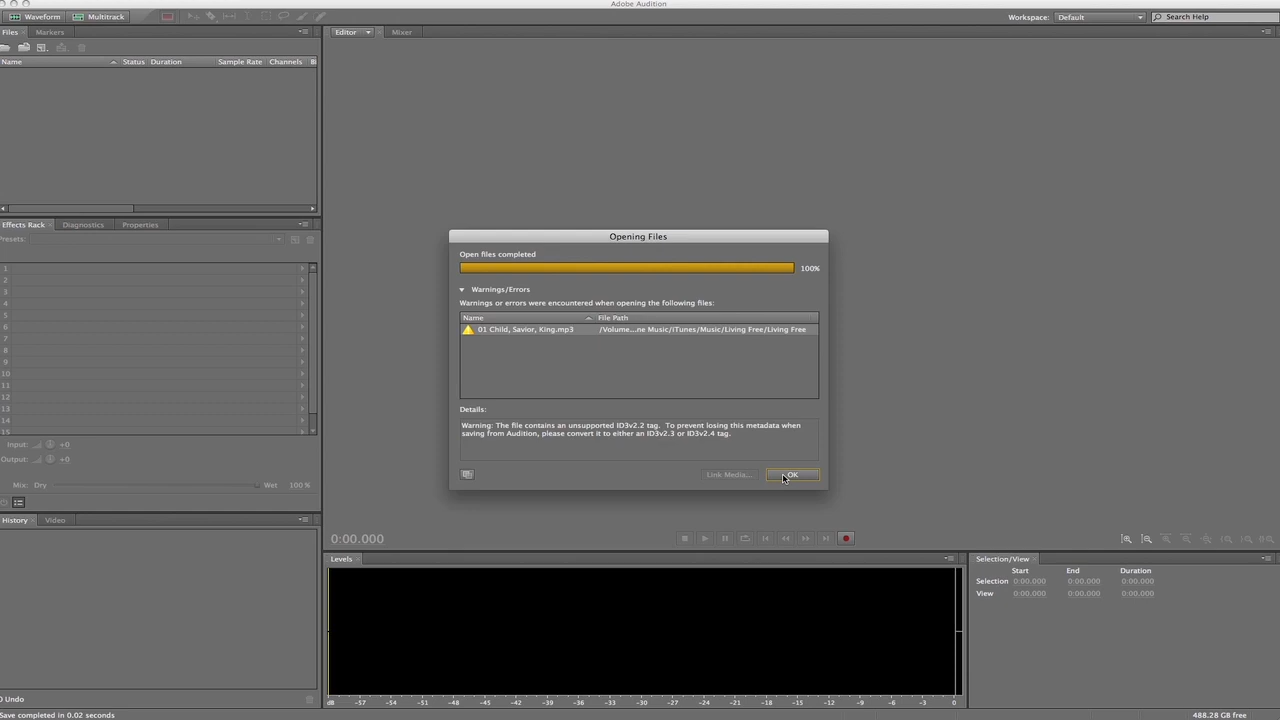 Adobe Audition
Waveform Multitrack Workspace: Default Search Help
Files Markers Editor Mixer
Name Status Duration Sample Rate Channels Bi
Opening Files
Open files completed
100%
Warnings/Errors
Warnings or errors were encountered when opening the following files:
Name File Path
01 Child, Savior, King.mp3 /Volume...ne Music/iTunes/Music/Living Free/Living Free
Details:
Warning: The file contains an unsupported ID3v2.2 tag. To prevent losing this metadata when
saving from Audition, please convert it to either an ID3v2.3 or ID3v2.4 tag.
Link Media... OK
Effects Rack Diagnostics Properties
Presets:
1
2
3
4
5
6
7
8
9
10
11
12
13
14
15
Input: +0
Output: +0
Mix: Dry Wet 100 %
History Video
0:00.000
Levels
dB -57 -54 -51 -48 -45 -42 -39 -36 -33 -30 -27 -24 -21 -18 -15 -12 -9 -6 -3 0
Selection/View
Start End Duration
Selection 0:00.000 0:00.000 0:00.000
View 0:00.000 0:00.000 0:00.000
0 Undo
Save completed in 0.02 seconds 488.28 GB free